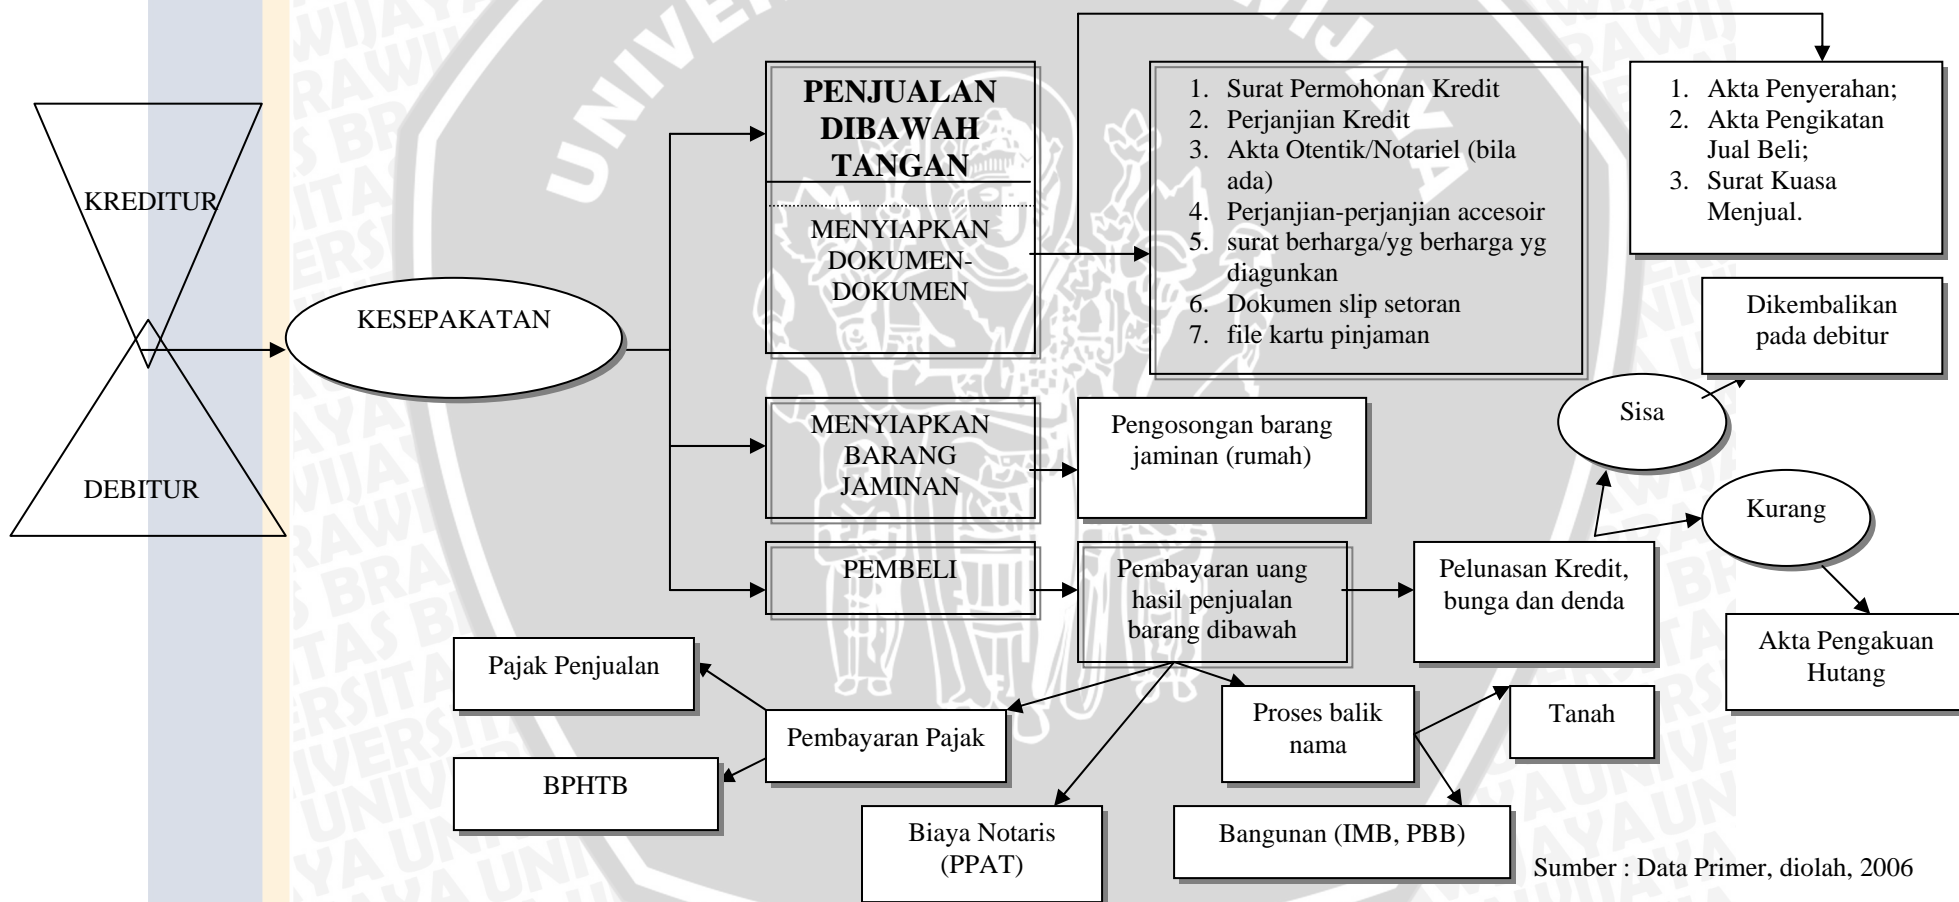 UNIVERSITAS BRAWIJAYA
KREDITUR
DEBITUR
KESEPAKATAN
PENJUALAN
DIBAWAH
TANGAN
MENYIAPKAN
DOKUMEN-
DOKUMEN
1. Surat Permohonan Kredit
2. Perjanjian Kredit
3. Akta Otentik/Notariel (bila
ada)
4. Perjanjian-perjanjian accesoir
5. surat berharga/yg berharga yg
diagunkan
6. Dokumen slip setoran
7. file kartu pinjaman
1. Akta Penyerahan;
2. Akta Pengikatan
Jual Beli;
3. Surat Kuasa
Menjual.
MENYIAPKAN
BARANG
JAMINAN
Pengosongan barang
jaminan (rumah)
Sisa
Dikembalikan
pada debitur
Kurang
Akta Pengakuan
Hutang
PEMBELI
Pembayaran uang
hasil penjualan
barang dibawah
Pelunasan Kredit,
bunga dan denda
Pajak Penjualan
BPHTB
Pembayaran Pajak
Biaya Notaris
(PPAT)
Proses balik
nama
Tanah
Bangunan (IMB, PBB)
Sumber : Data Primer, diolah, 2006